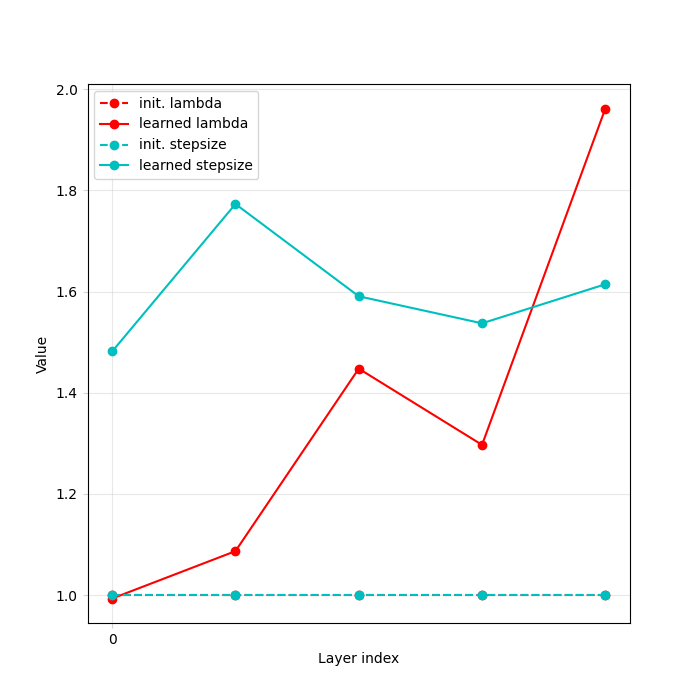 2.0
1.8
1.6
1.4
1.2
1.0
Value
init. lambda
learned lambda
init. stepsize
learned stepsize
0
Layer index